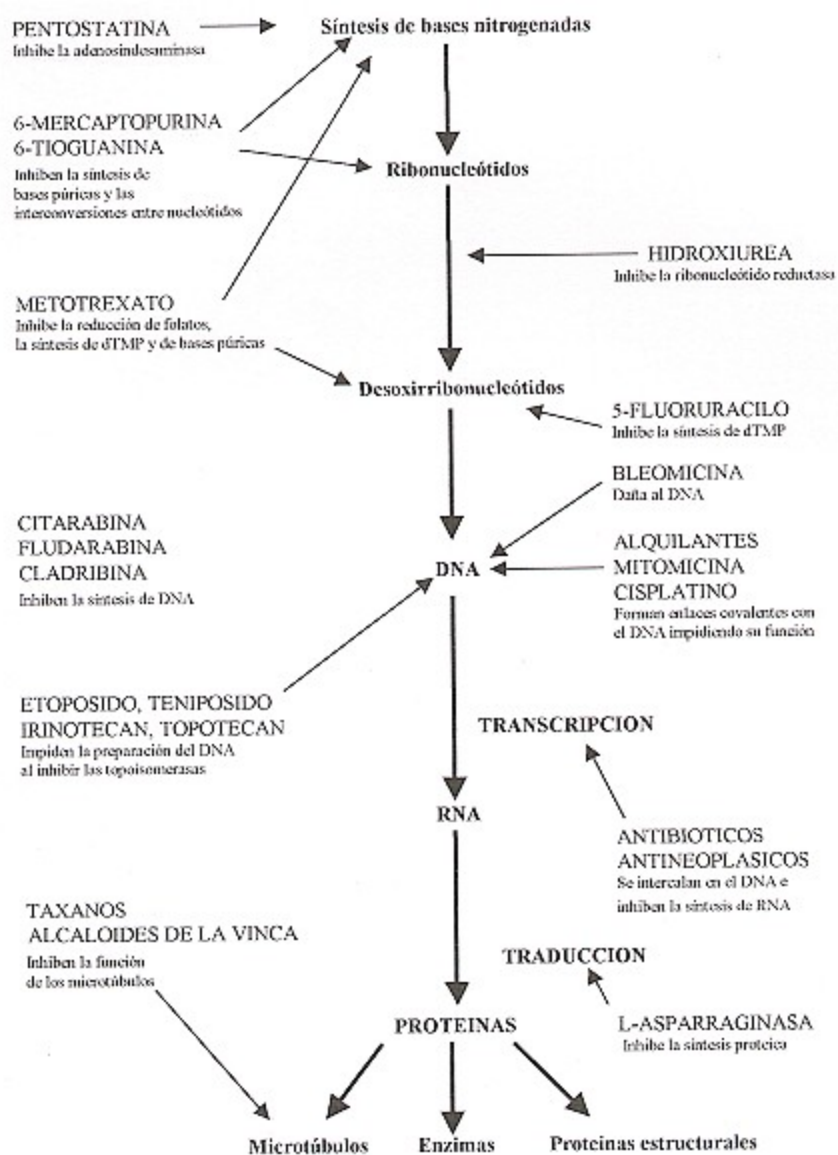 PENTOSTATINA
Inhibe la adenosindesaminasa
Síntesis de bases nitrogenadas
6-MERCAPTOPURINA
6-TIOGUANINA
Inhiben la síntesis de
bases púricas y las
interconversiones entre nucleótidos
Ribonucleótidos
HIDROXIUREA
Inhibe la ribonucleótido reductasa
METOTREXATO
Inhibe la reducción de folatos,
la síntesis de dTMP y de bases púricas
Desoxirribonucleótidos
5-FLUORURACILO
Inhibe la síntesis de dTMP
BLEOMICINA
Daña al DNA
CITARABINA
FLUDARABINA
CLADRIBINA
Inhiben la síntesis de DNA
DNA
ALQUILANTES
MITOMICINA
CISPLATINO
Forman enlaces covalentes con
el DNA impidiendo su función
ETOPOSIDO, TENIPOSIDO
IRINOTECAN, TOPOTECAN
Impiden la preparación del DNA
al inhibir las topoisomerasas
TRANSCRIPCION
RNA
ANTIBIOTICOS
ANTINEOPLASICOS
Se intercalan en el DNA e
inhiben la síntesis de RNA
TAXANOS
ALCALOIDES DE LA VINCA
Inhiben la función
de los microtúbulos
TRADUCCION
PROTEINAS
L-ASPARRAGINASA
Inhibe la síntesis proteica
Microtúbulos
Enzimas
Proteinas estructurales